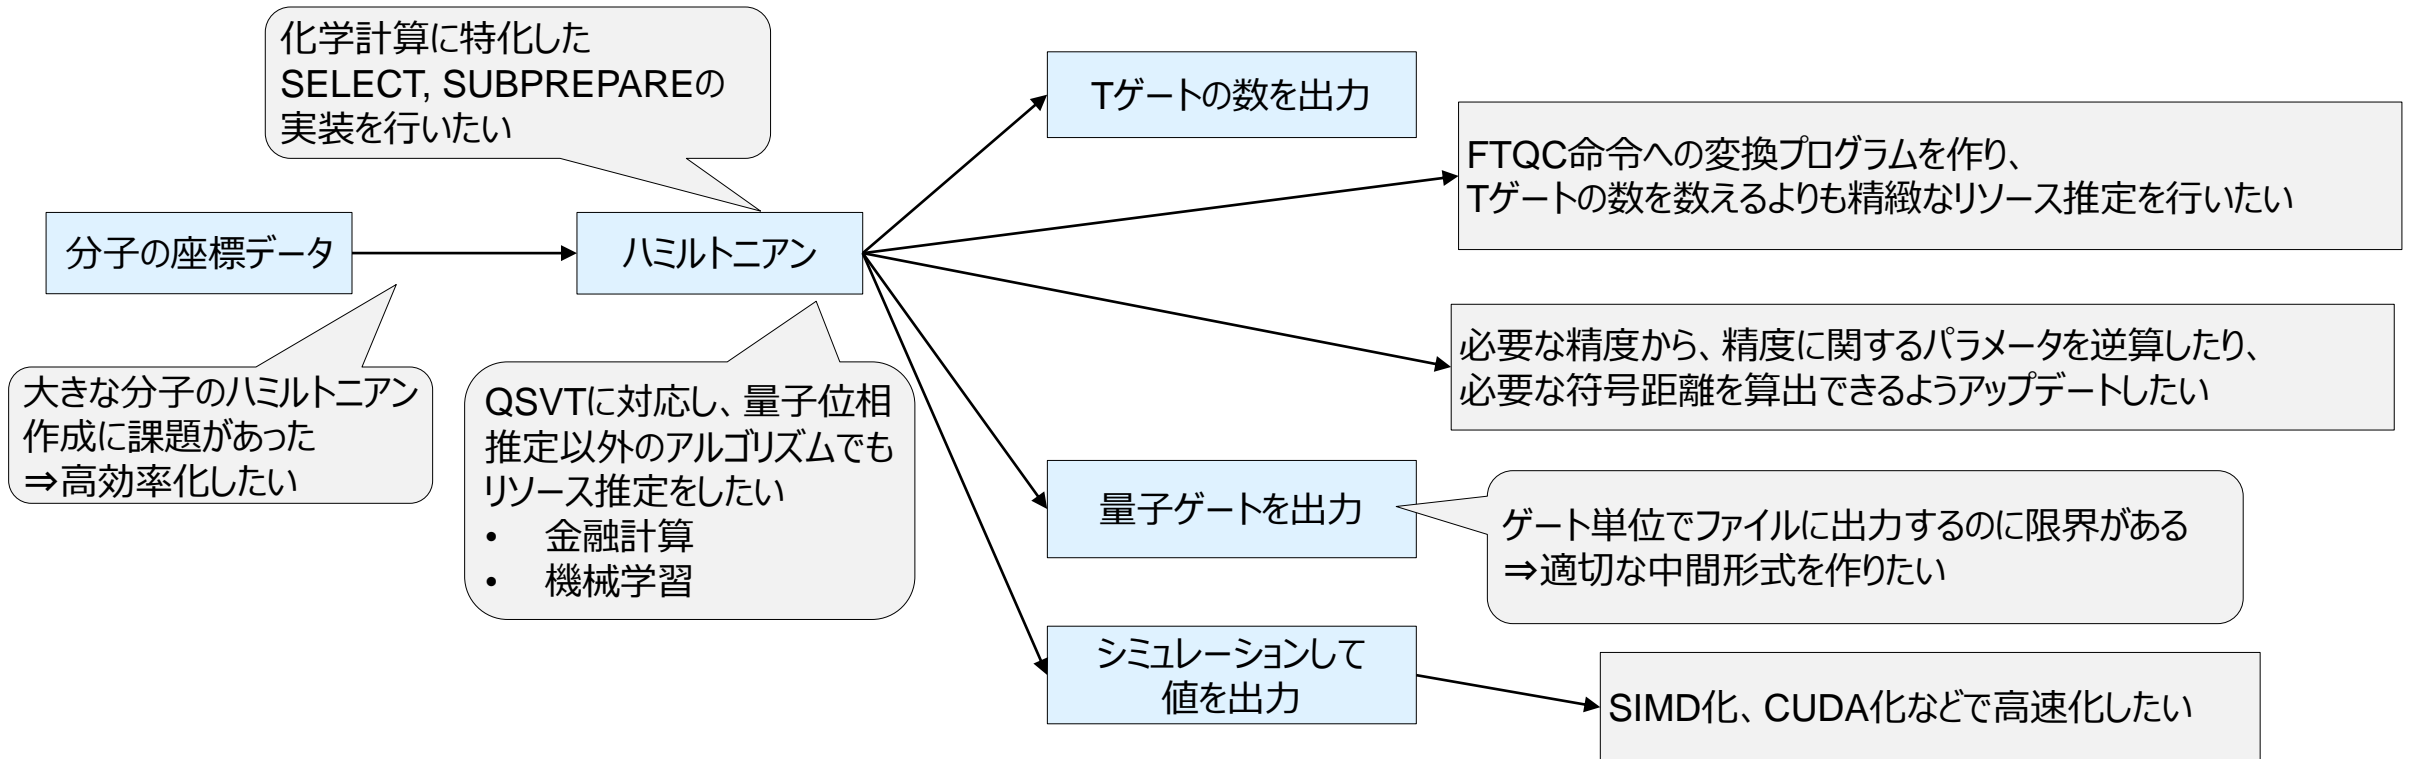 化学計算に特化した
SELECT, SUBPREPAREの
実装を行いたい
分子の座標データ
ハミルトニアン
大きな分子のハミルトニアン
作成に課題があった
⇒高効率化したい
QSVTに対応し、量子位相
推定以外のアルゴリズムでも
リソース推定をしたい
• 金融計算
• 機械学習
Tゲートの数を出力
FTQC命令への変換プログラムを作り、
Tゲートの数を数えるよりも精緻なリソース推定を行いたい
必要な精度から、精度に関するパラメータを逆算したり、
必要な符号距離を算出できるようアップデートしたい
量子ゲートを出力
ゲート単位でファイルに出力するのに限界がある
⇒適切な中間形式を作りたい
シミュレーションして
値を出力
SIMD化、CUDA化などで高速化したい